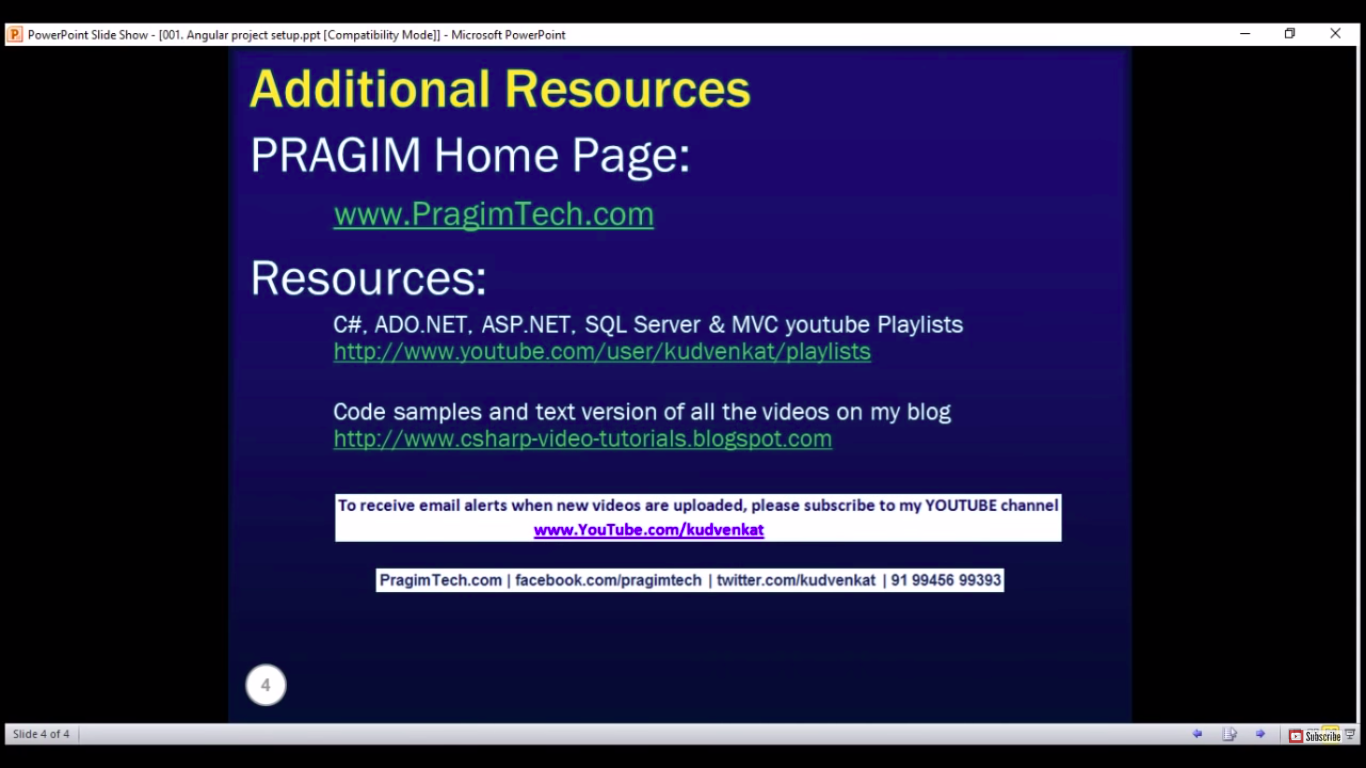 PowerPoint Slide Show - [001. Angular project setup.ppt [Compatibility Mode]] - Microsoft PowerPoint
Additional Resources
PRAGIM Home Page:
www.PragimTech.com
Resources:
C#, ADO.NET, ASP.NET, SQL Server & MVC youtube Playlists
http://www.youtube.com/user/kudvenkat/playlists
Code samples and text version of all the videos on my blog
http://www.csharp-video-tutorials.blogspot.com
To receive email alerts when new videos are uploaded, please subscribe to my YOUTUBE channel
www.YouTube.com/kudvenkat
PragimTech.com | facebook.com/pragimtech | twitter.com/kudvenkat | 91 99456 99393
4
Slide 4 of 4
Subscribe